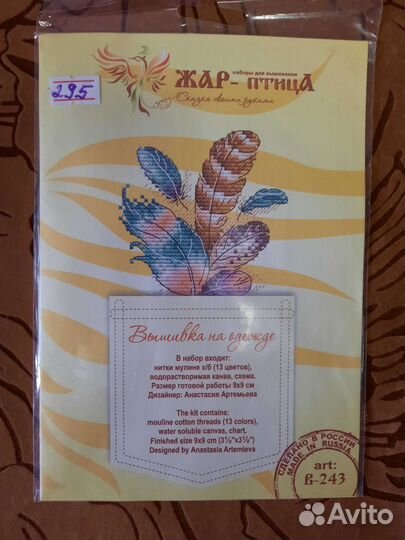 наборы для вышивания
ЖАР-ПТИЦА
Сказка своими руками
295
Вышивка на одежде
В набор входит:
нитки мулине х/б (13 цветов),
водорастворимая канва, схема.
Размер готовой работы 9х9 см
Дизайнер: Анастасия Артемьева
The kit contains:
mouline cotton threads (13 colors),
water soluble canvas, chart.
Finished size 9x9 cm (3½"x3½")
Designed by Anastasia Artemieva
СДЕЛАНО В РОССИИ
MADE IN RUSSIA
art:
В-243
Avito